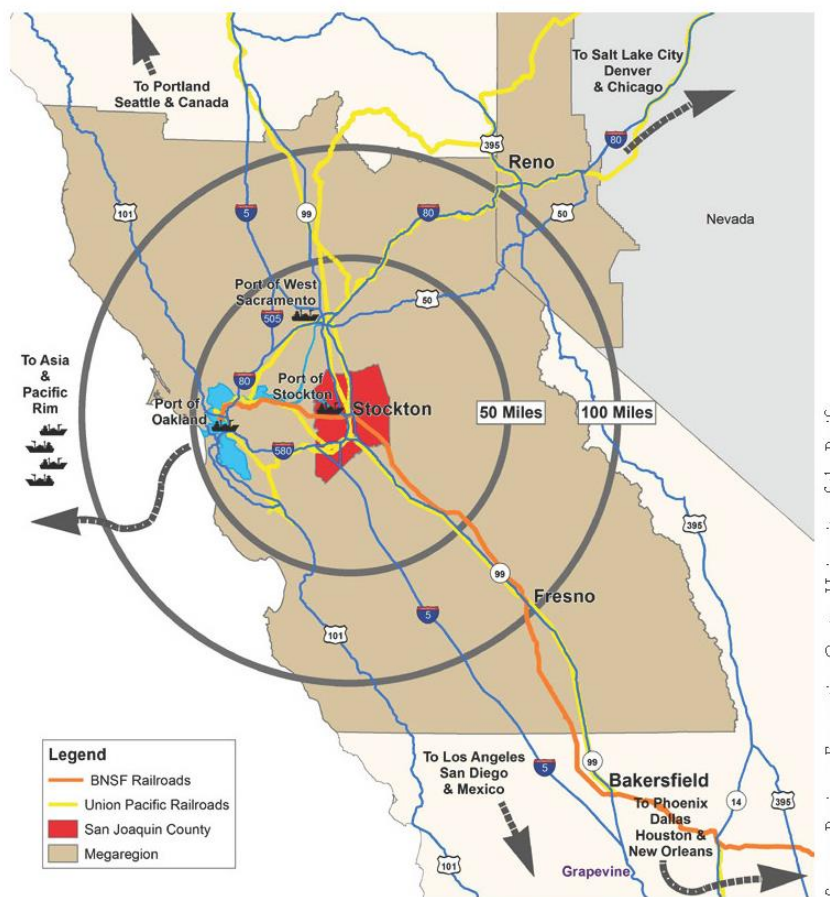 To Portland
Seattle & Canada
To Salt Lake City
Denver
& Chicago
395
80
Reno
101
5
99
80
50
Nevada
Port of West
Sacramento
50
505
To Asia
&
Pacific
Rim
80
Port of
Stockton
Port of
Oakland
Stockton
50 Miles
100 Miles
580
395
99
Fresno
5
101
Legend
BNSF Railroads
Union Pacific Railroads
San Joaquin County
Megaregion
To Los Angeles
San Diego
& Mexico
5
99
Bakersfield
To Phoenix
Dallas
Houston &
New Orleans
14
395
101
Grapevine